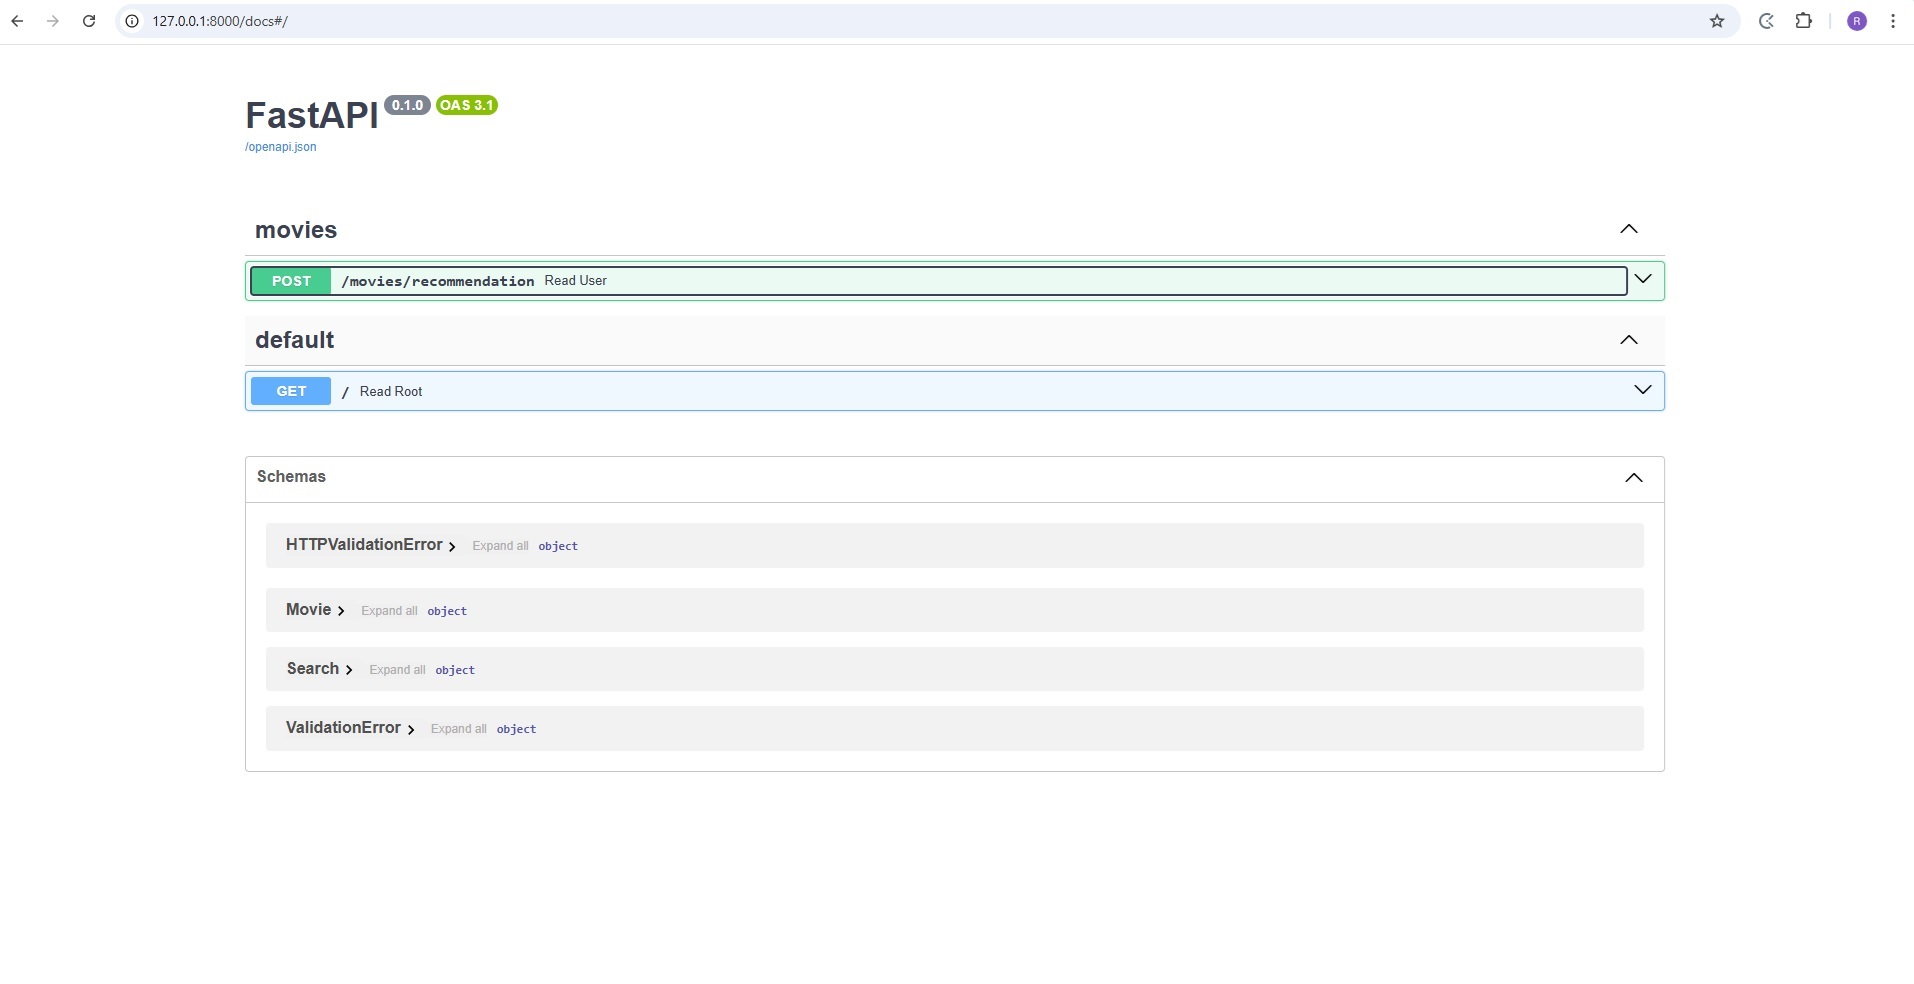 127.0.0.1:8000/docs#/
R
FastAPI 0.1.0 OAS 3.1
/openapi.json
movies
POST /movies/recommendation Read User
default
GET / Read Root
Schemas
HTTPValidationError Expand all object
Movie Expand all object
Search Expand all object
ValidationError Expand all object